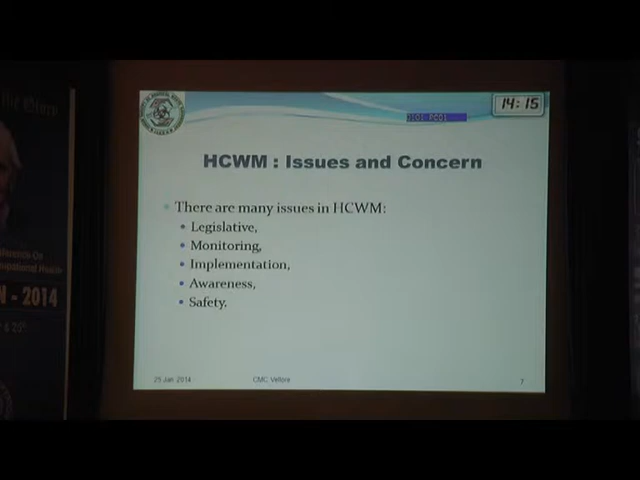 14:15
HCWM : Issues and Concern
There are many issues in HCWM:
Legislative,
Monitoring,
Implementation,
Awareness,
Safety.
25 Jan 2014
CMC Vellore
7
- 2014